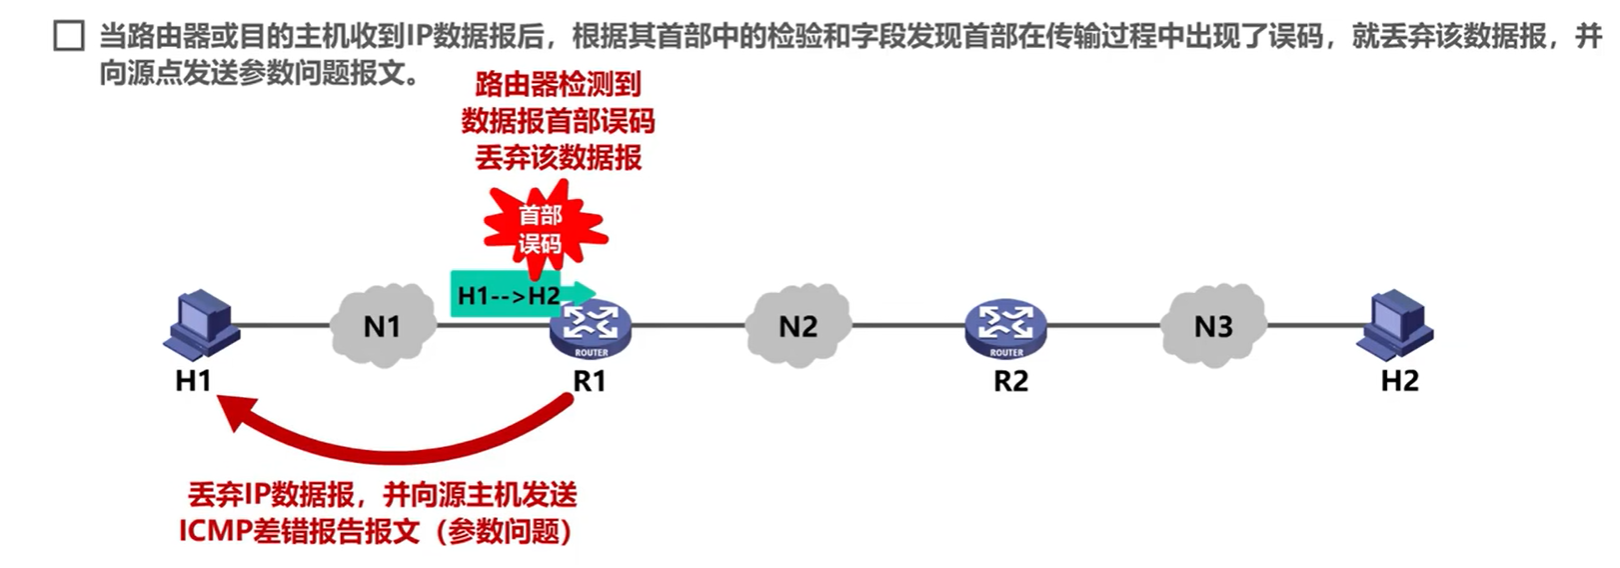 当路由器或目的主机收到IP数据报后，根据其首部中的检验和字段发现首部在传输过程中出现了误码，就丢弃该数据报，并
向源点发送参数问题报文。
路由器检测到
数据报首部误码
丢弃该数据报
首部
误码
H1-->H2
N1
N2
N3
ROUTER
ROUTER
H1
R1
R2
H2
丢弃IP数据报，并向源主机发送
ICMP差错报告报文（参数问题）